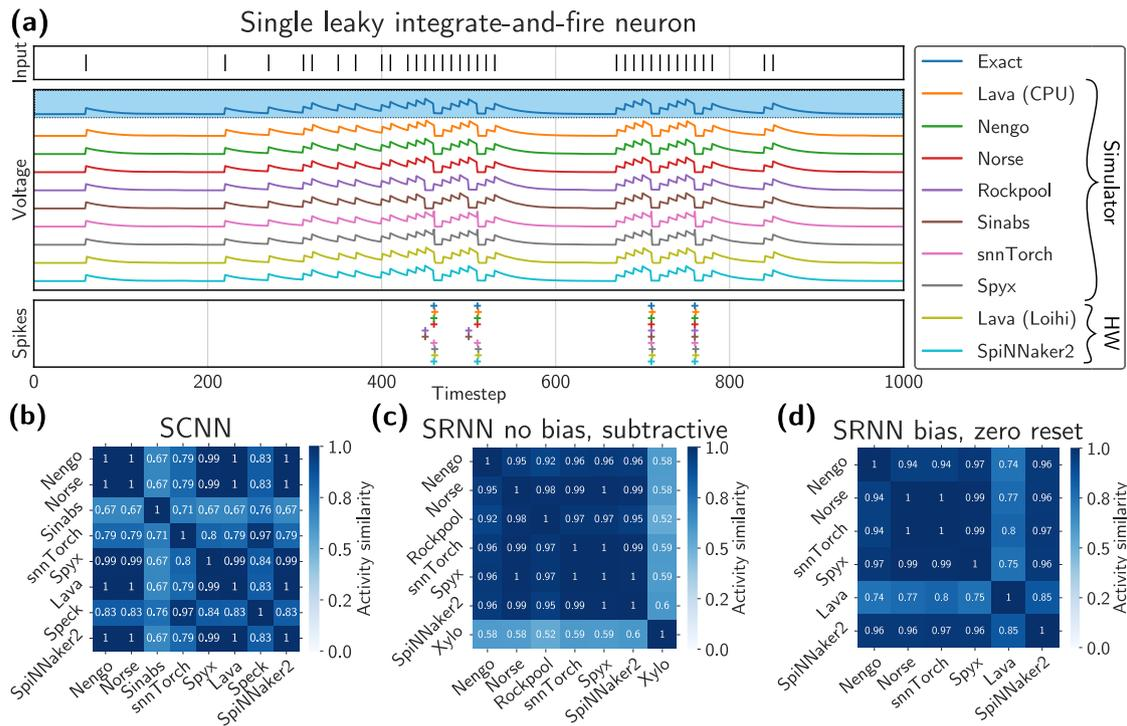 (a)
Single leaky integrate-and-fire neuron
Input
Voltage
Spikes
0 200 400 600 800 1000
Timestep
Exact
Lava (CPU)
Nengo
Norse
Rockpool
Sinabs
snnTorch
Spyx
Lava (Loihi)
SpiNNaker2
Simulator
HW
(b)
SCNN
Nengo 1 1 0.67 0.79 0.99 1 0.83 1
Norse 1 1 0.67 0.79 0.99 1 0.83 1
Sinabs 0.67 0.67 1 0.71 0.67 0.67 0.76 0.67
snnTorch 0.79 0.79 0.71 1 0.8 0.79 0.97 0.79
Spyx 0.99 0.99 0.67 0.8 1 0.99 0.84 0.99
Lava 1 1 0.67 0.79 0.99 1 0.83 1
Speck 0.83 0.83 0.76 0.97 0.84 0.83 1 0.83
SpiNNaker2 1 1 0.67 0.79 0.99 1 0.83 1
Nengo Norse Sinabs snnTorch Spyx Lava Speck SpiNNaker2
1.0
0.8
0.5
0.2
0.0
Activity similarity
(c)
SRNN no bias, subtractive
Nengo 1 0.95 0.92 0.96 0.96 0.96 0.58
Norse 0.95 1 0.98 0.99 1 0.99 0.58
Rockpool 0.92 0.98 1 0.97 0.97 0.95 0.52
snnTorch 0.96 0.99 0.97 1 1 0.99 0.59
Spyx 0.96 1 0.97 1 1 1 0.59
SpiNNaker2 0.96 0.99 0.95 0.99 1 1 0.6
Xylo 0.58 0.58 0.52 0.59 0.59 0.6 1
Nengo Norse Rockpool snnTorch Spyx SpiNNaker2 Xylo
1.0
0.8
0.5
0.2
0.0
Activity similarity
(d)
SRNN bias, zero reset
Nengo 1 0.94 0.94 0.97 0.74 0.96
Norse 0.94 1 1 0.99 0.77 0.96
snnTorch 0.94 1 1 0.99 0.8 0.97
Spyx 0.97 0.99 0.99 1 0.75 0.96
Lava 0.74 0.77 0.8 0.75 1 0.85
SpiNNaker2 0.96 0.96 0.97 0.96 0.85 1
Nengo Norse snnTorch Spyx Lava SpiNNaker2
1.0
0.8
0.5
0.2
0.0
Activity similarity